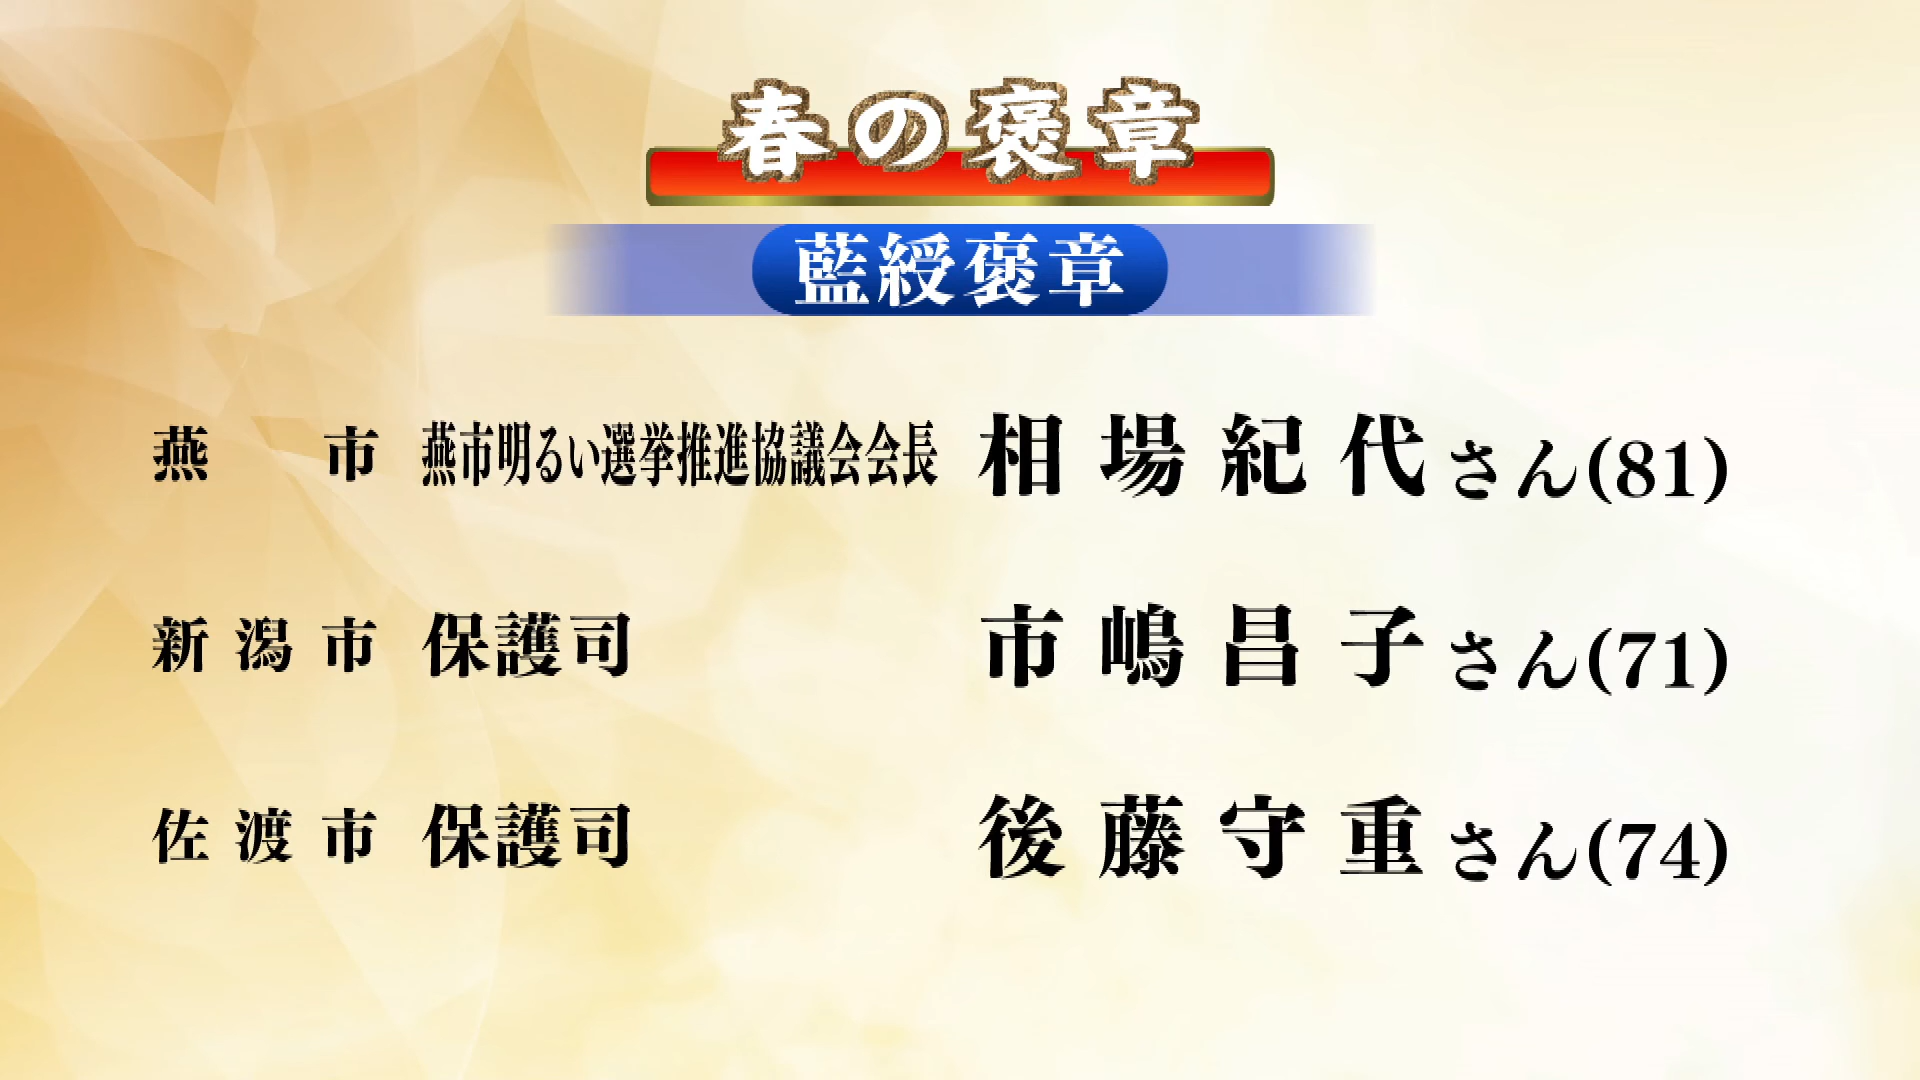 春の褒章
藍綬褒章
燕市 燕市明るい選挙推進協議会会長 相場紀代さん(81)
新潟市 保護司 市嶋昌子さん(71)
佐渡市 保護司 後藤守重さん(74)